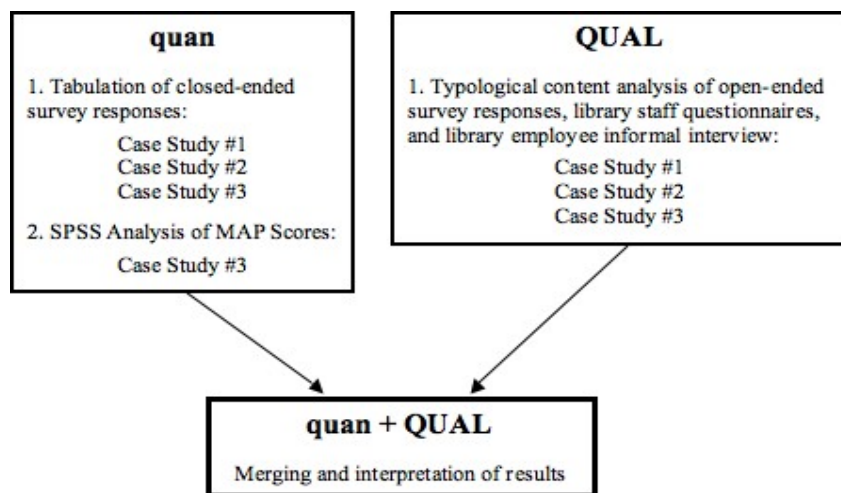 quan
1. Tabulation of closed-ended
survey responses:
Case Study #1
Case Study #2
Case Study #3
2. SPSS Analysis of MAP Scores:
Case Study #3
QUAL
1. Typological content analysis of open-ended
survey responses, library staff questionnaires,
and library employee informal interview:
Case Study #1
Case Study #2
Case Study #3
quan + QUAL
Merging and interpretation of results